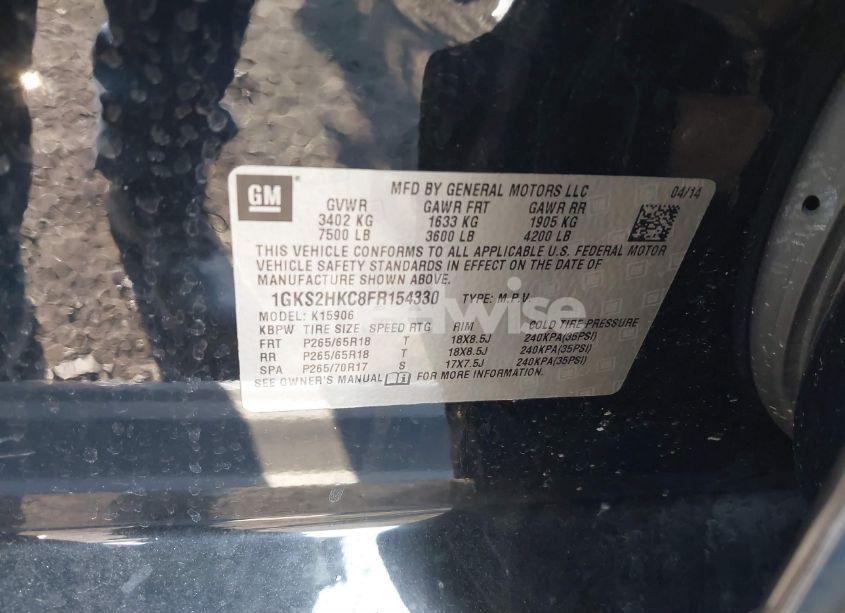 GM
MFD BY GENERAL MOTORS LLC 04/14
GVWR GAWR FRT GAWR RR
3402 KG 1633 KG 1905 KG
7500 LB 3600 LB 4200 LB
THIS VEHICLE CONFORMS TO ALL APPLICABLE U.S. FEDERAL MOTOR
VEHICLE SAFETY STANDARDS IN EFFECT ON THE DATE OF
MANUFACTURE SHOWN ABOVE.
1GKS2HKC8FR154330 TYPE: M.P.V.
MODEL: K15906
KBPW TIRE SIZE SPEED RTG RIM COLD TIRE PRESSURE
FRT P265/65R18 T 18X8.5J 240KPA(35PSI)
RR P265/65R18 T 18X8.5J 240KPA(35PSI)
SPA P265/70R17 S 17X7.5J 240KPA(35PSI)
SEE OWNER'S MANUAL FOR MORE INFORMATION.